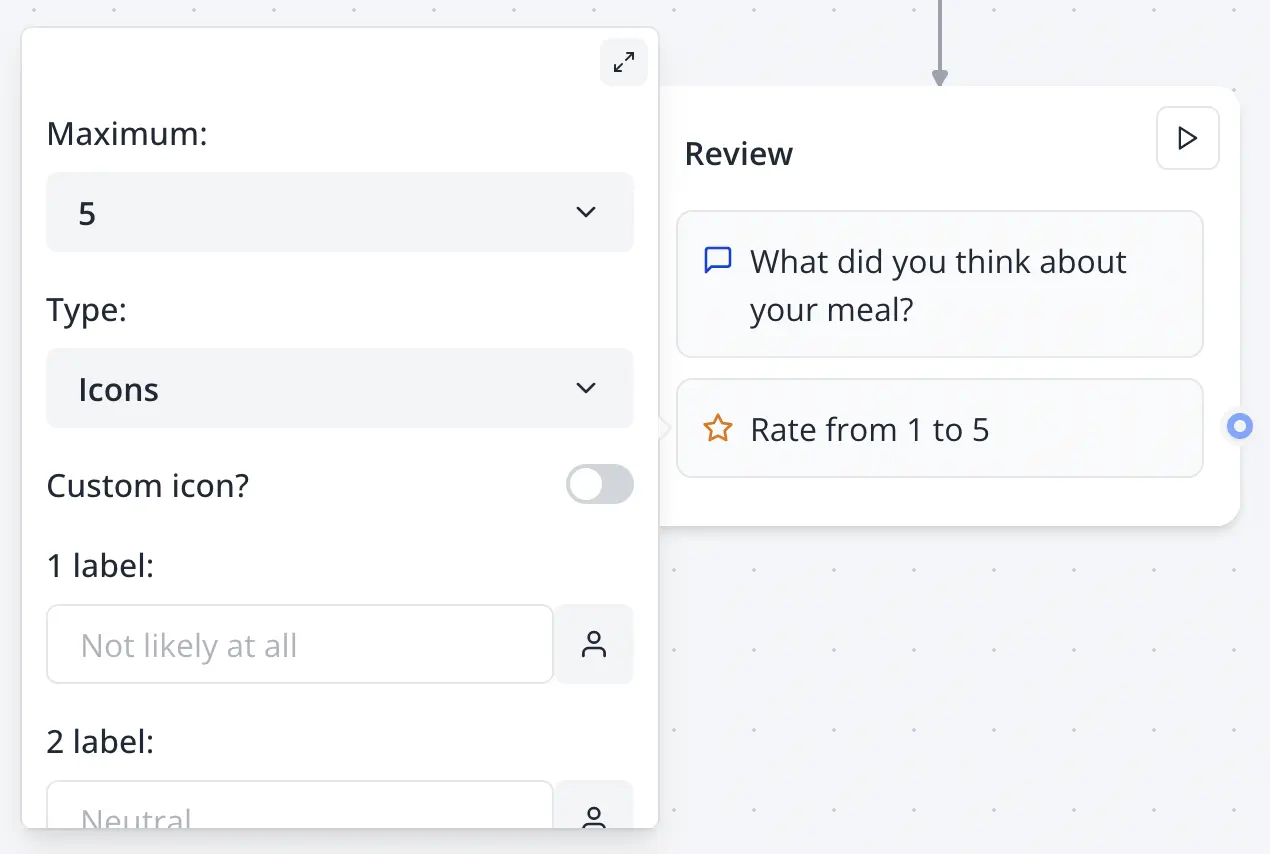 Maximum:
5
Type:
Icons
Custom icon?
1 label:
Not likely at all
2 label:
Neutral
Review
What did you think about
your meal?
Rate from 1 to 5